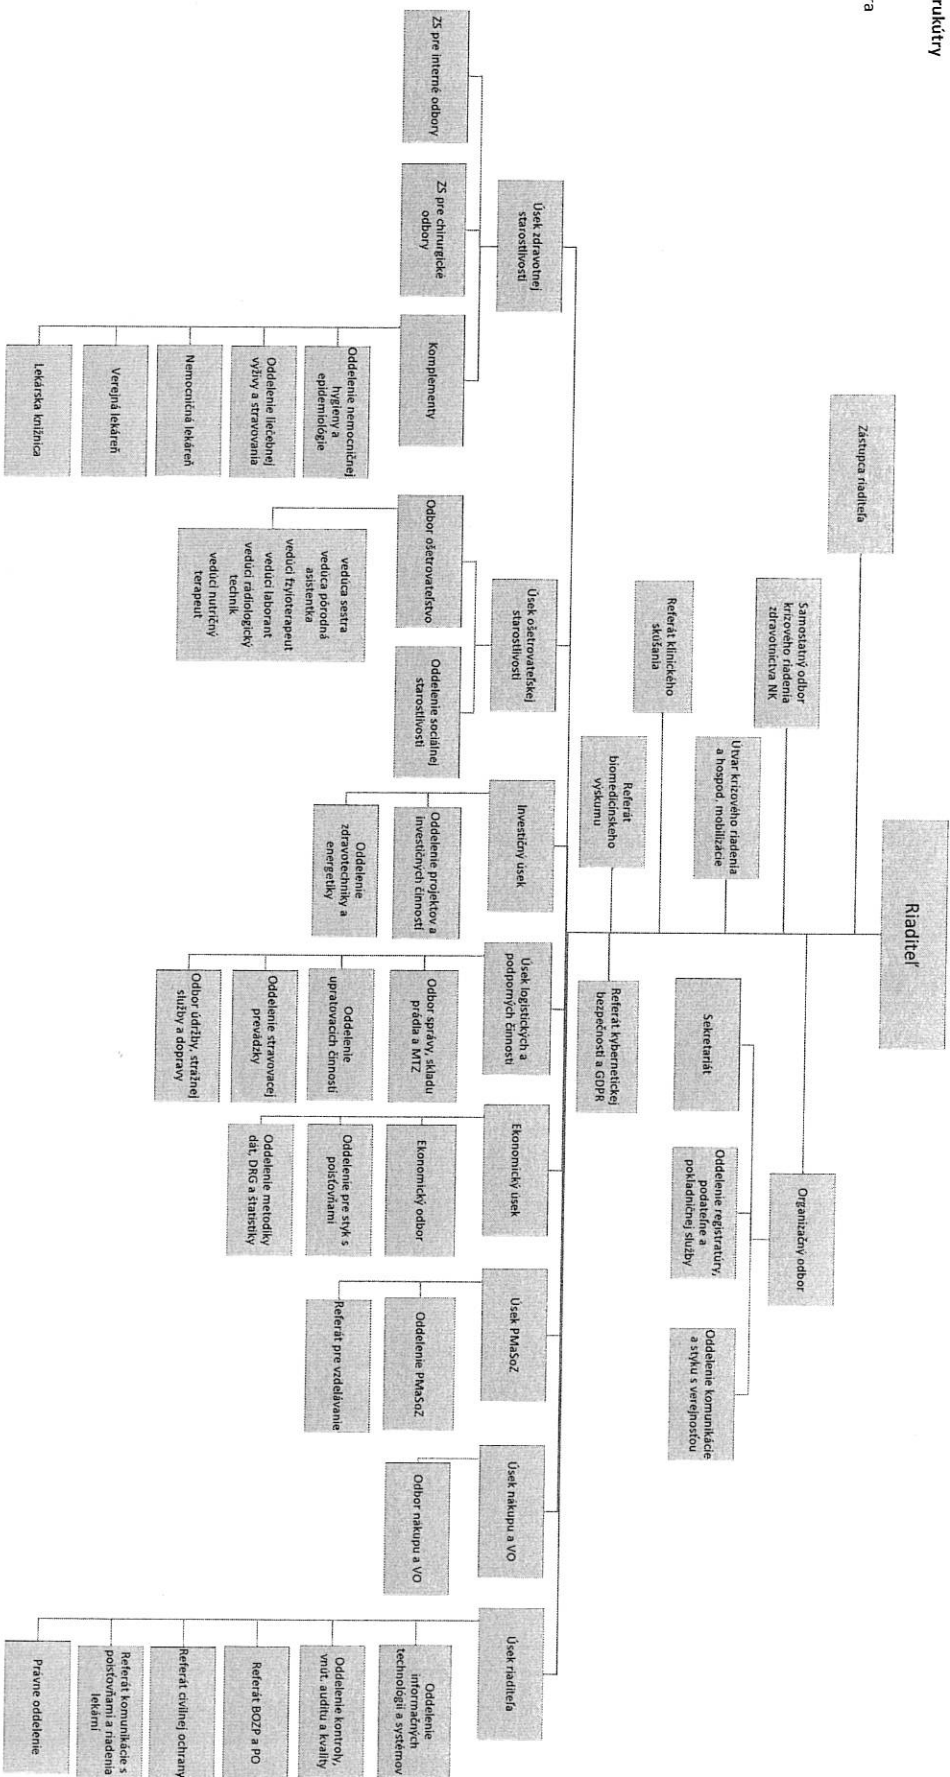 rukútry
ra
Riaditeľ
Zástupca riaditeľa
Samostatný odbor
krízového riadenia
zdravotníctva NK
Útvar krízového riadenia
a hospod. mobilizácie
Referát klinického
skúšania
Referát
biomedicínskeho
výskumu
Organizačný odbor
Sekretariát
Oddelenie registratúry,
podateľne a
pokladničnej služby
Oddelenie komunikácie
a styku s verejnosťou
Referát kybernetickej
bezpečnosti a GDPR
Úsek zdravotnej
starostlivosti
ZS pre interné odbory
ZS pre chirurgické
odbory
Komplementy
Oddelenie nemocničnej
hygieny a
epidemiológie
Oddelenie liečebnej
výživy a stravovania
Nemocničná lekáreň
Verejná lekáreň
Lekárska knižnica
Úsek ošetrovateľskej
starostlivosti
Odbor ošetrovateľstvo
vedúca sestra
vedúca pôrodná
asistentka
vedúci fzyioterapeut
vedúci laborant
vedúci rádiologický
technik
vedúci nutričný
terapeut
Oddelenie sociálnej
starostlivosti
Investičný úsek
Oddelenie projektov a
investičných činností
Oddelenie
zdravotechniky a
energetiky
Úsek logistických a
podporných činností
Odbor správy, skladu
prádla a MTZ
Oddelenie
upratovacích činností
Oddelenie stravovacej
prevádzky
Odbor údržby, strážnej
služby a dopravy
Ekonomický úsek
Ekonomický odbor
Oddelenie pre styk s
poisťovňami
Oddelenie metodiky
dát, DRG a štatistiky
Úsek PMaSoZ
Oddelenie PMaSoZ
Referát pre vzdelávanie
Úsek nákupu a VO
Odbor nákupu a VO
Úsek riaditeľa
Oddelenie
informačných
technológií a systémov
Oddelenie kontroly,
vnút. auditu a kvality
Referát BOZP a PO
Referát civilnej ochrany
Referát komunikácie s
poisťovňami a riadenia
lekární
Právne oddelenie